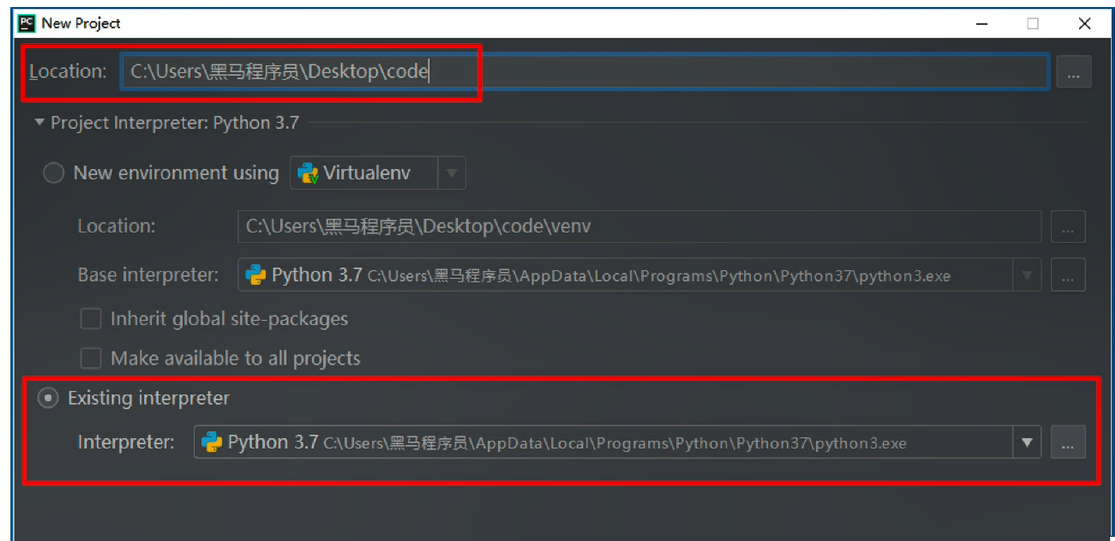 PC New Project
Location: C:\Users\黑马程序员\Desktop\code ...
Project Interpreter: Python 3.7
New environment using Virtualenv
Location: C:\Users\黑马程序员\Desktop\code\venv ...
Base interpreter: Python 3.7 C:\Users\黑马程序员\AppData\Local\Programs\Python\Python37\python3.exe ...
Inherit global site-packages
Make available to all projects
Existing interpreter
Interpreter: Python 3.7 C:\Users\黑马程序员\AppData\Local\Programs\Python\Python37\python3.exe ...